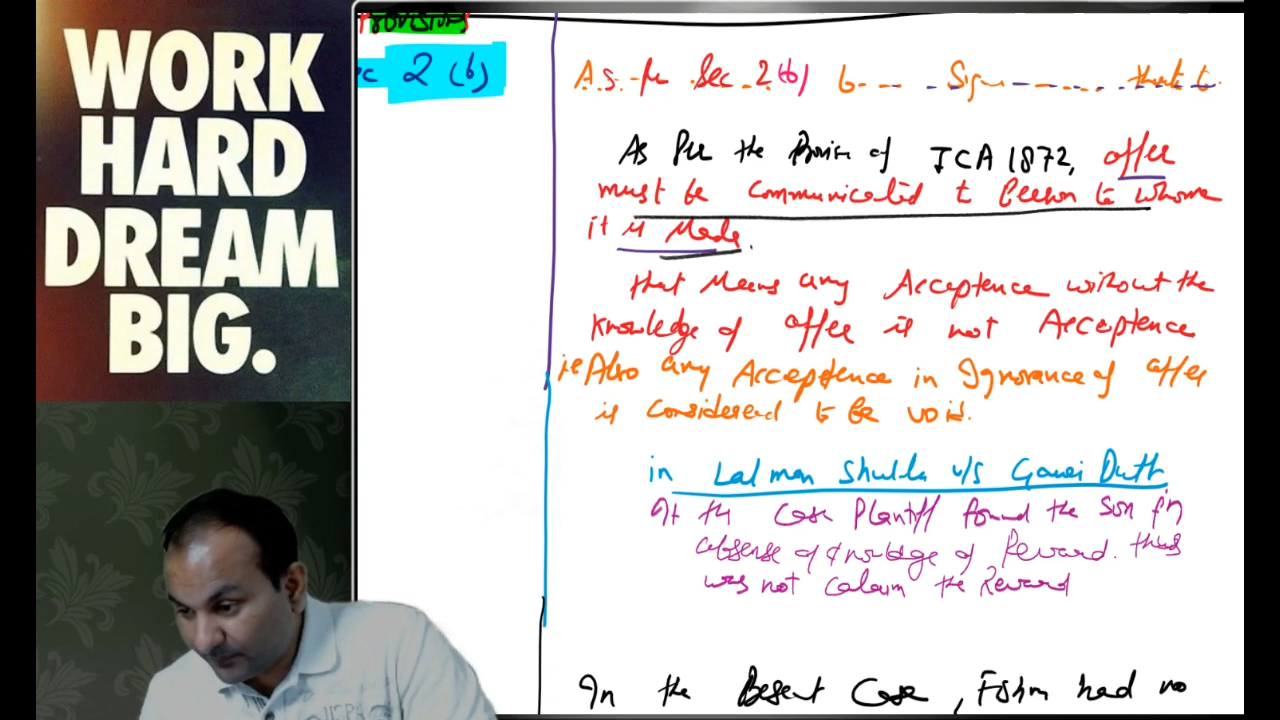 WORK
HARD
DREAM
BIG.
2 (b)
As per Sec 2(b)
As Per the of ICA 1872, offer
must be communicated to Person to whome
it is Made.
that Means any Acceptence without the
knowledge of offer is not Acceptence
ie Also any Acceptence in Ignorance of offer
is considered to be void.
in Lalman Shukla v/s Gauri Dutt
In the Case Plantiff found the son in
absense of knowledge of Reward. thus
was not the Reward
In the Present Case, had no